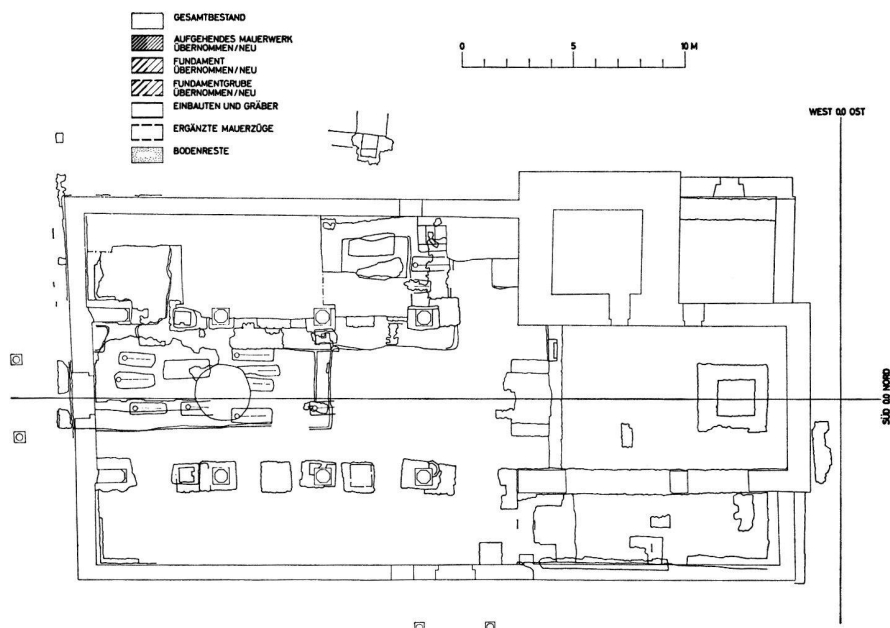 GESAMTBESTAND
AUFGEHENDES MAUERWERK
ÜBERNOMMEN/NEU
FUNDAMENT
ÜBERNOMMEN/NEU
FUNDAMENTGRUBE
ÜBERNOMMEN/NEU
EINBAUTEN UND GRÄBER
ERGÄNZTE MAUERZÜGE
BODENRESTE
0 5 10 M
WEST 0.0 OST
SÜD 0.0 NORD